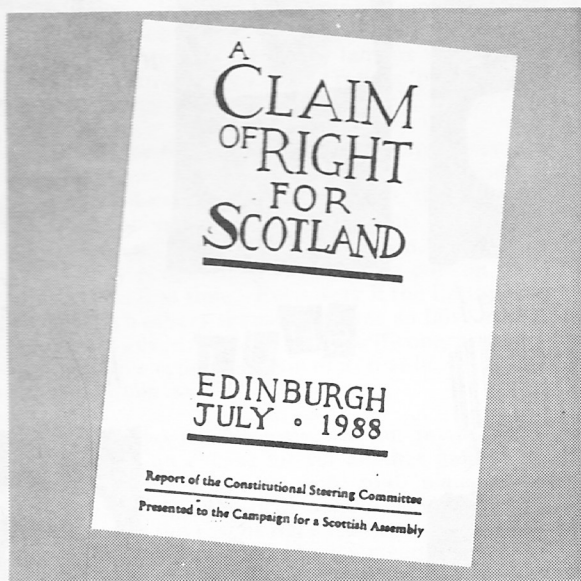 A
CLAIM
OF RIGHT
FOR
SCOTLAND
EDINBURGH
JULY • 1988
Report of the Constitutional Steering Committee
Presented to the Campaign for a Scottish Assembly